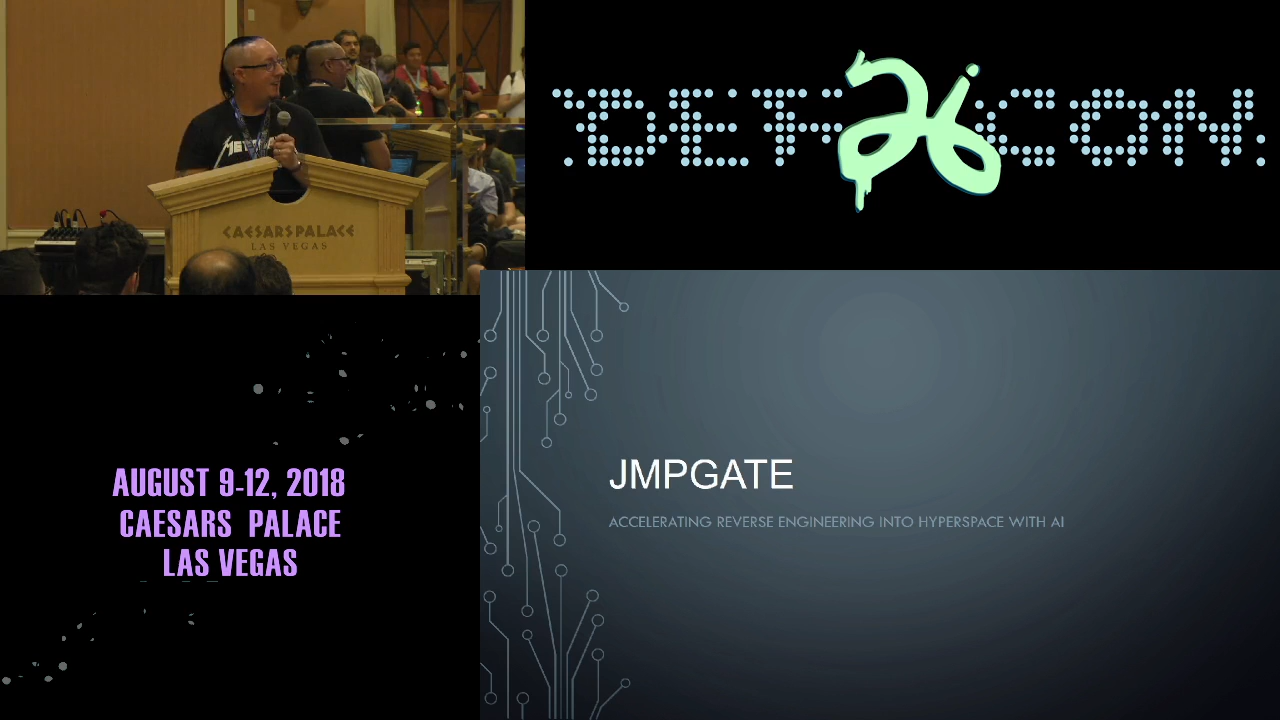 DEF 26 CON
CAESARS PALACE
LAS VEGAS
AUGUST 9-12, 2018
CAESARS PALACE
LAS VEGAS
JMPGATE
ACCELERATING REVERSE ENGINEERING INTO HYPERSPACE WITH AI